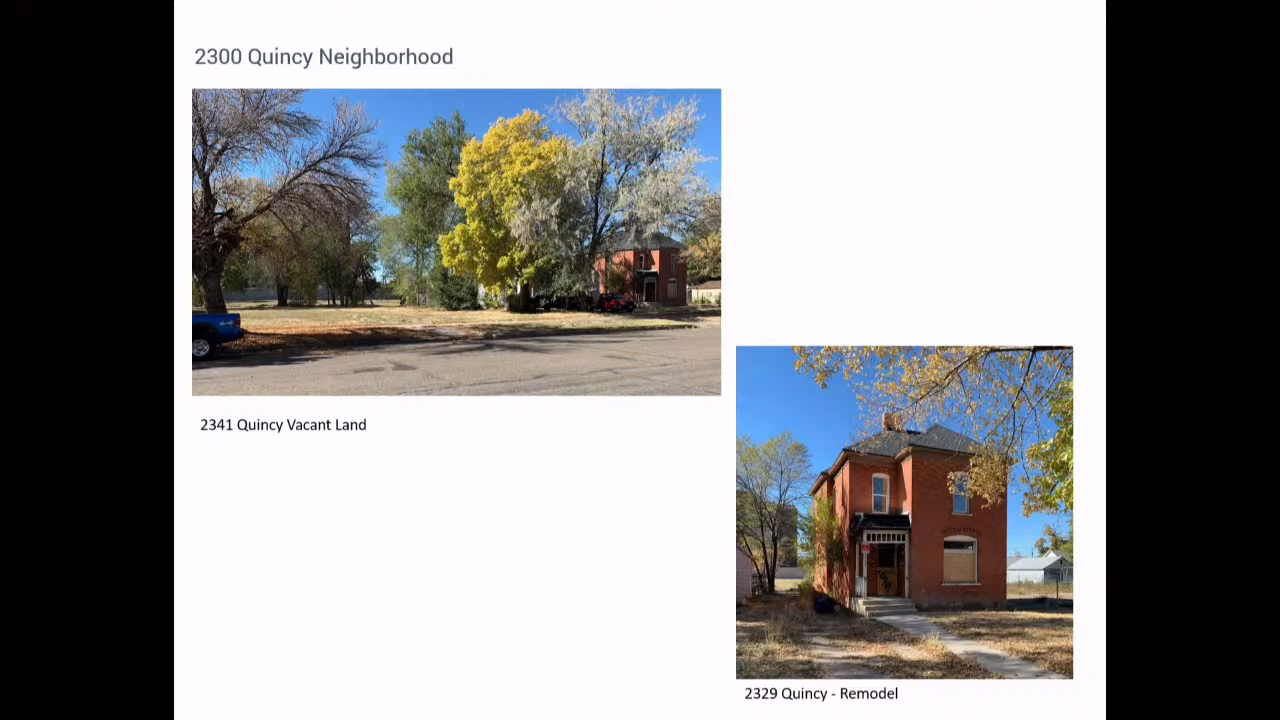 2300 Quincy Neighborhood
2341 Quincy Vacant Land
2329 Quincy - Remodel